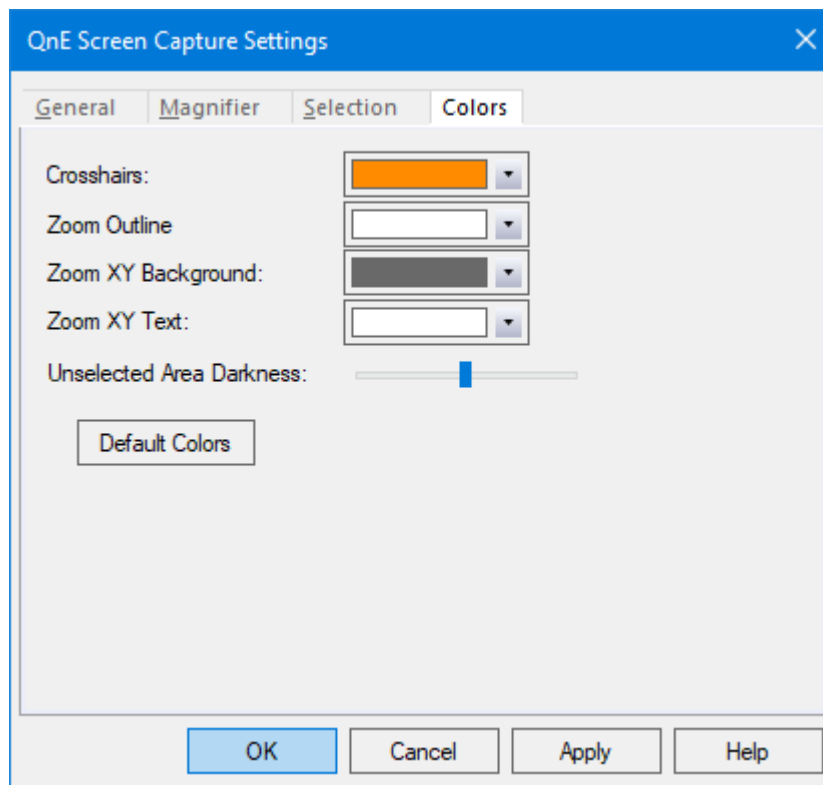 QnE Screen Capture Settings
General Magnifier Selection Colors
Crosshairs:
Zoom Outline
Zoom XY Background:
Zoom XY Text:
Unselected Area Darkness:
Default Colors
OK Cancel Apply Help